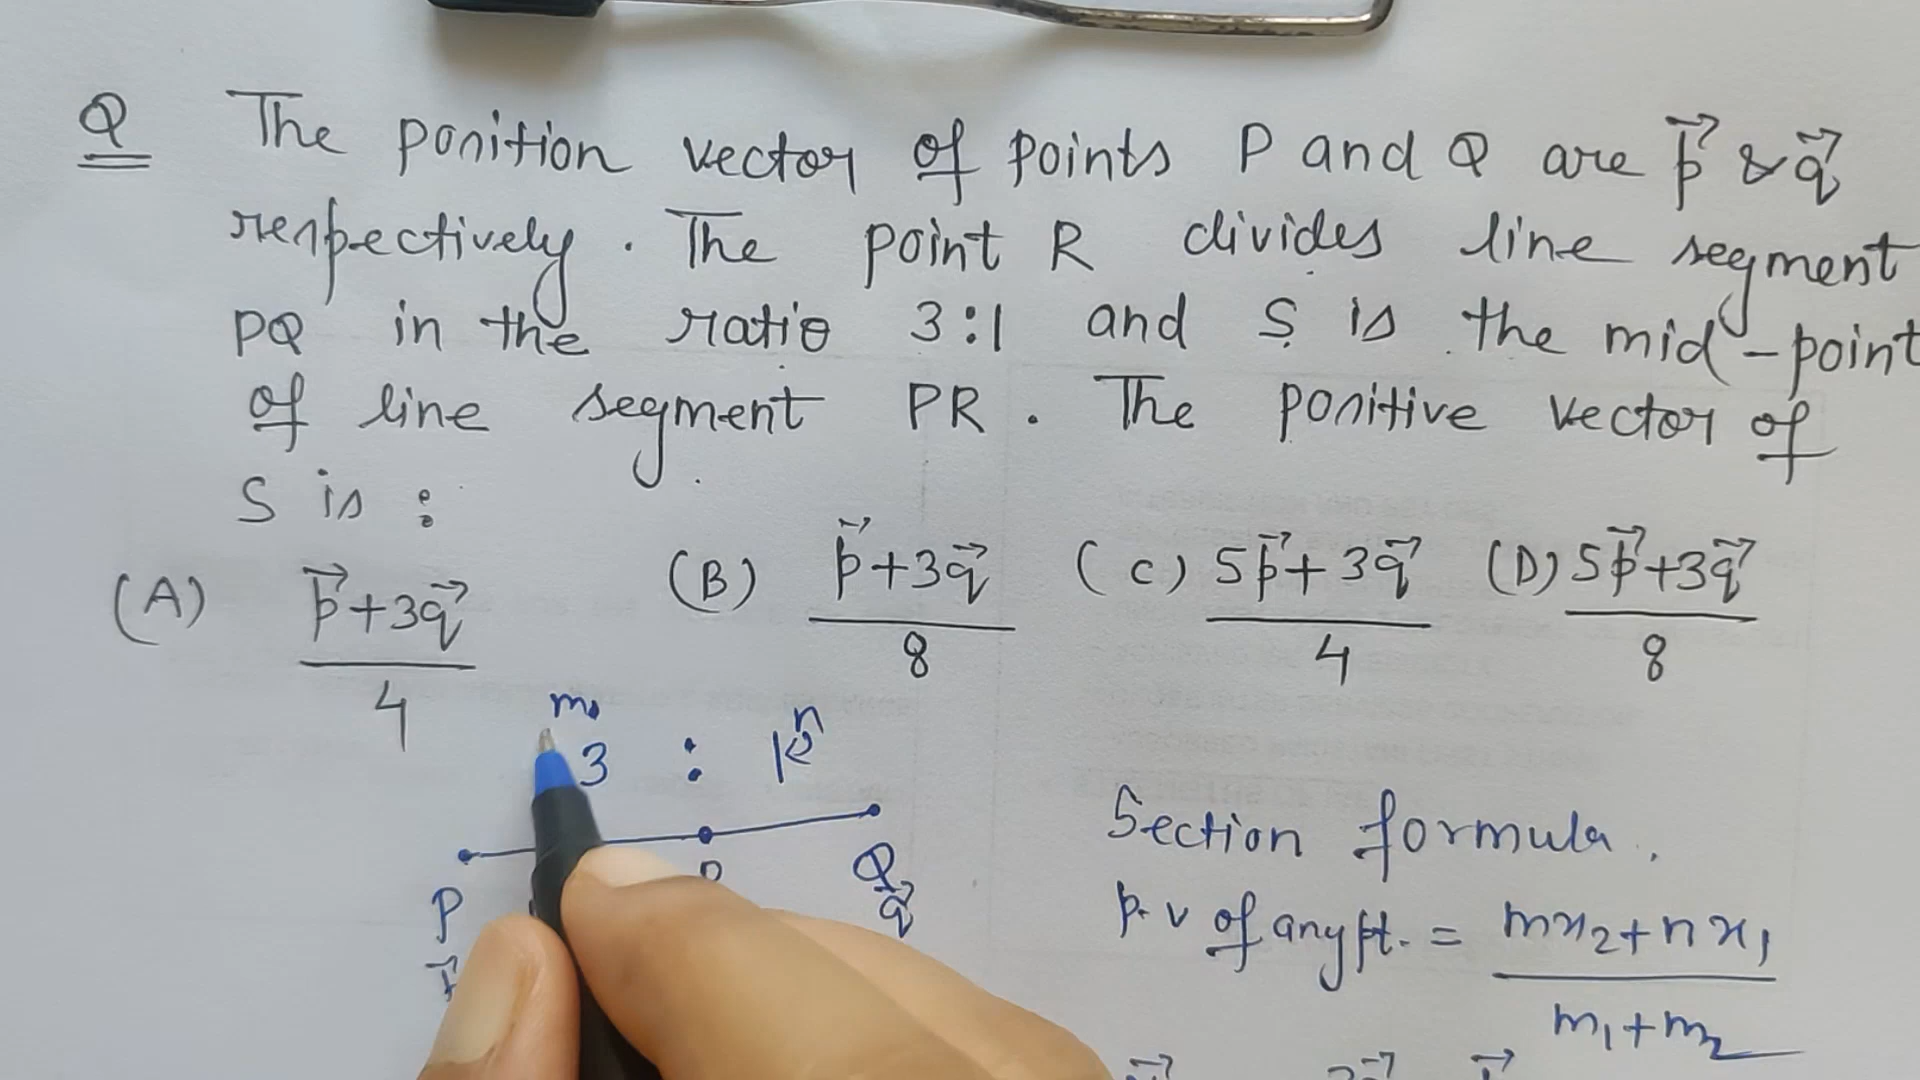 Q The position vector of points P and Q are p⃗ & q⃗
respectively. The point R divides line segment
PQ in the ratio 3:1 and S is the mid-point
of line segment PR. The positive vector of
S is :
(A) (p⃗+3q⃗)/4 (B) (p⃗+3q⃗)/8 (C) (5p⃗+3q⃗)/4 (D) (5p⃗+3q⃗)/8
m n
3 :
Section formula.
P Q
q⃗
p.v of any pt. = (mx₂+nx₁)/(m₁+m₂)